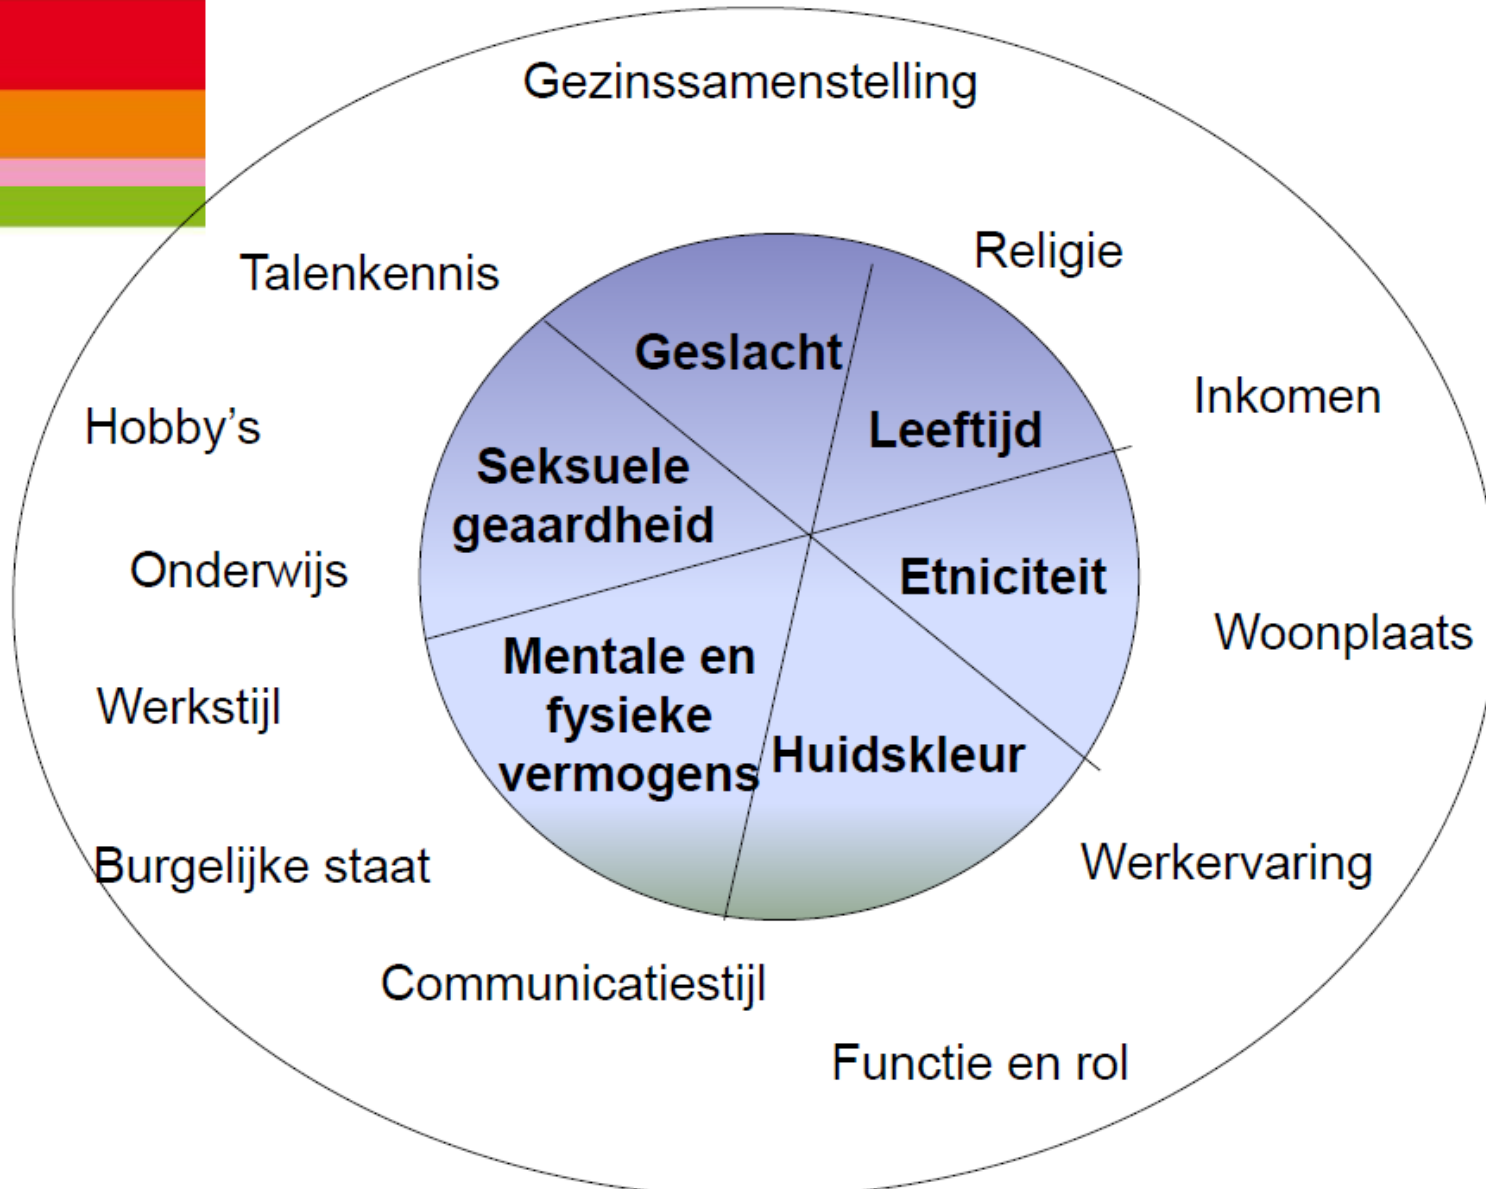 Gezinssamenstelling
Religie
Talenkennis
Geslacht
Inkomen
Hobby's
Leeftijd
Seksuele
geaardheid
Onderwijs
Etniciteit
Woonplaats
Mentale en
fysieke
vermogens
Werkstijl
Huidskleur
Burgelijke staat
Werkervaring
Communicatiestijl
Functie en rol